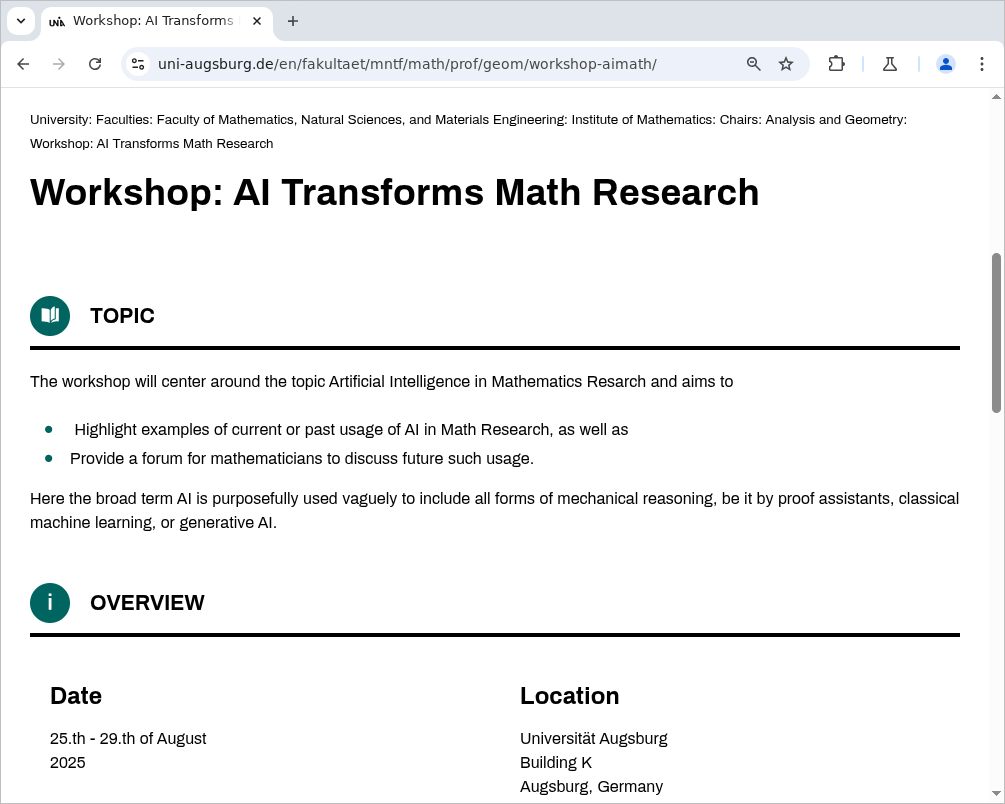 Workshop: AI Transforms
uni-augsburg.de/en/fakultaet/mntf/math/prof/geom/workshop-aimath/
University: Faculties: Faculty of Mathematics, Natural Sciences, and Materials Engineering: Institute of Mathematics: Chairs: Analysis and Geometry:
Workshop: AI Transforms Math Research
Workshop: AI Transforms Math Research
TOPIC
The workshop will center around the topic Artificial Intelligence in Mathematics Resarch and aims to
Highlight examples of current or past usage of AI in Math Research, as well as
Provide a forum for mathematicians to discuss future such usage.
Here the broad term AI is purposefully used vaguely to include all forms of mechanical reasoning, be it by proof assistants, classical
machine learning, or generative AI.
i
OVERVIEW
Date
25.th - 29.th of August
2025
Location
Universität Augsburg
Building K
Augsburg, Germany